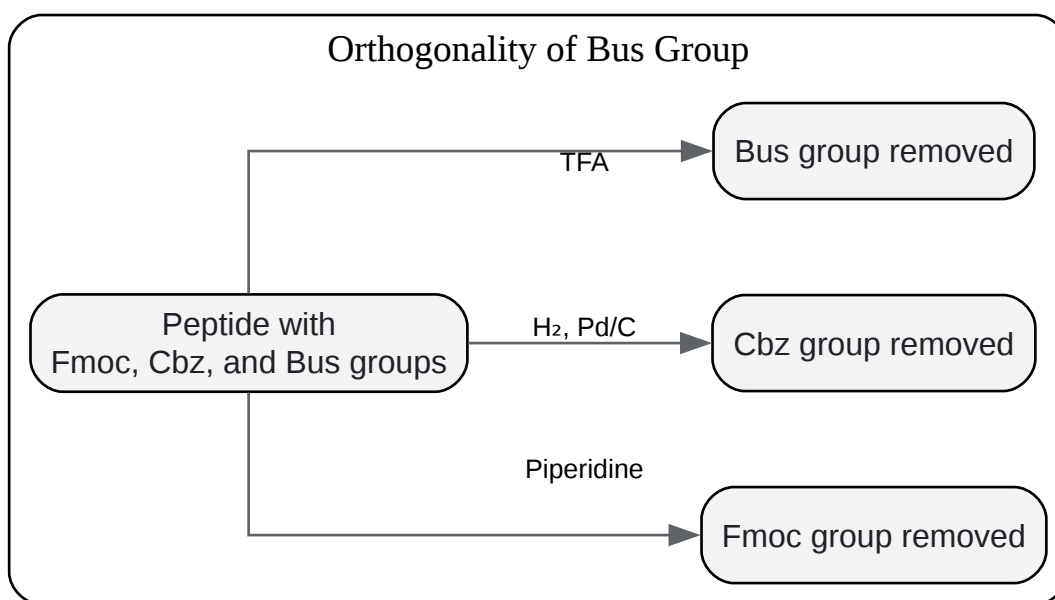 Orthogonality of Bus Group
Bus group removed
TFA
Peptide with
Fmoc, Cbz, and Bus groups
H₂, Pd/C
Cbz group removed
Piperidine
Fmoc group removed